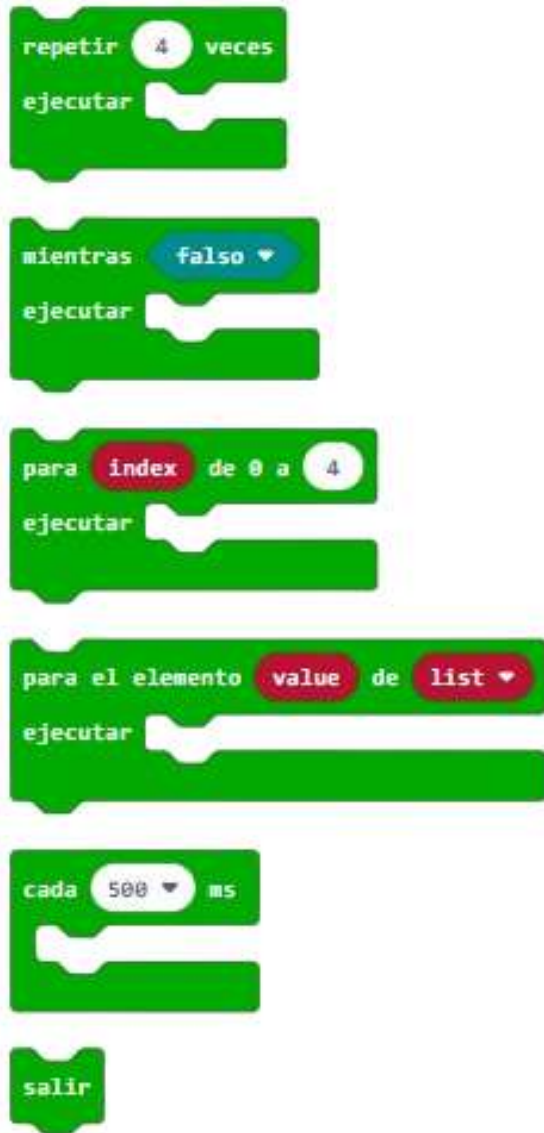 repetir 4 veces
ejecutar
mientras falso
ejecutar
para index de 0 a 4
ejecutar
para el elemento value de list
ejecutar
cada 500 ms
salir